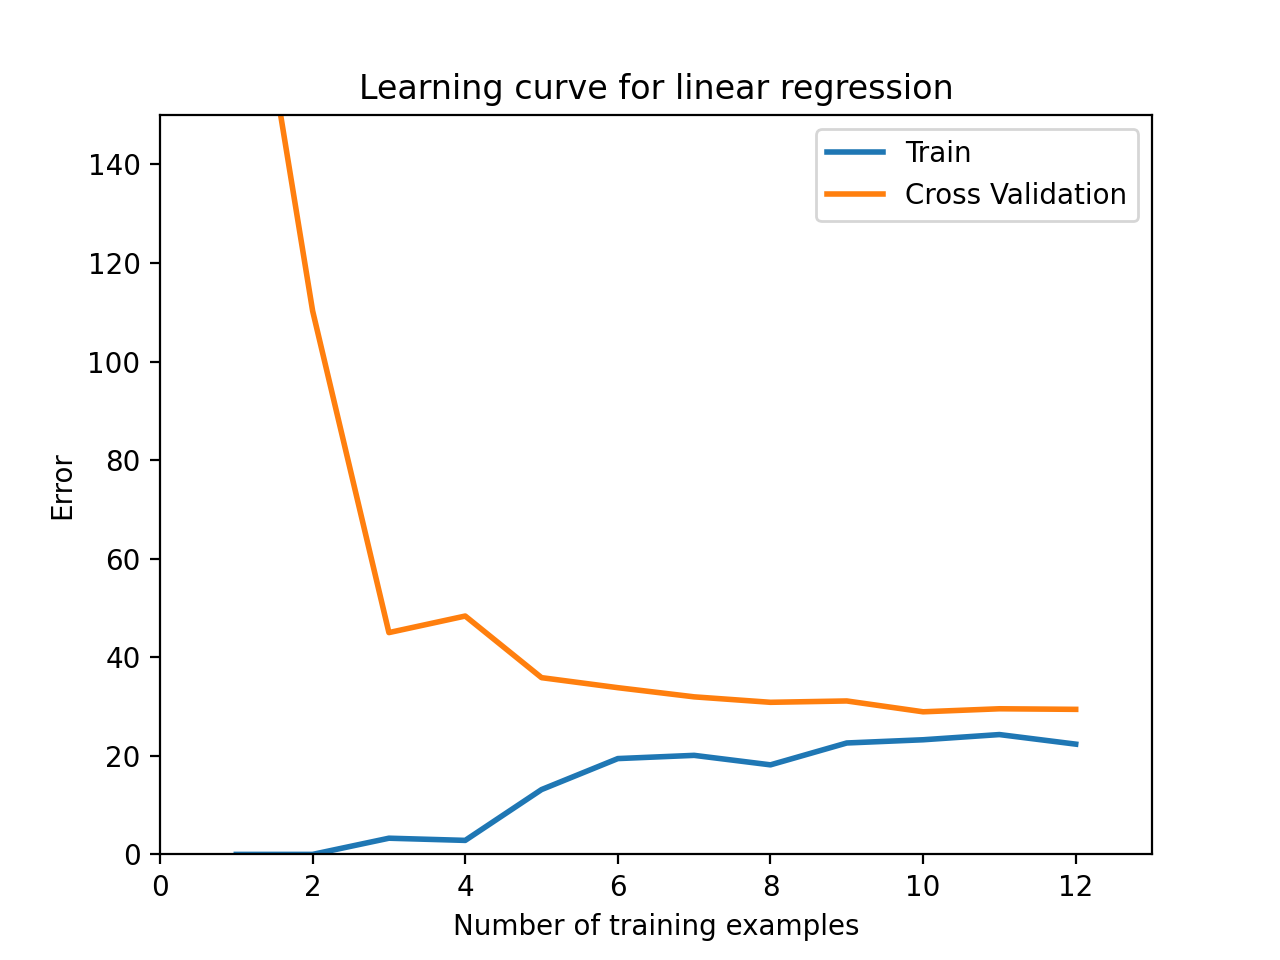 Learning curve for linear regression
Train
Cross Validation
140
120
100
80
60
40
20
0
Error
0 2 4 6 8 10 12
Number of training examples